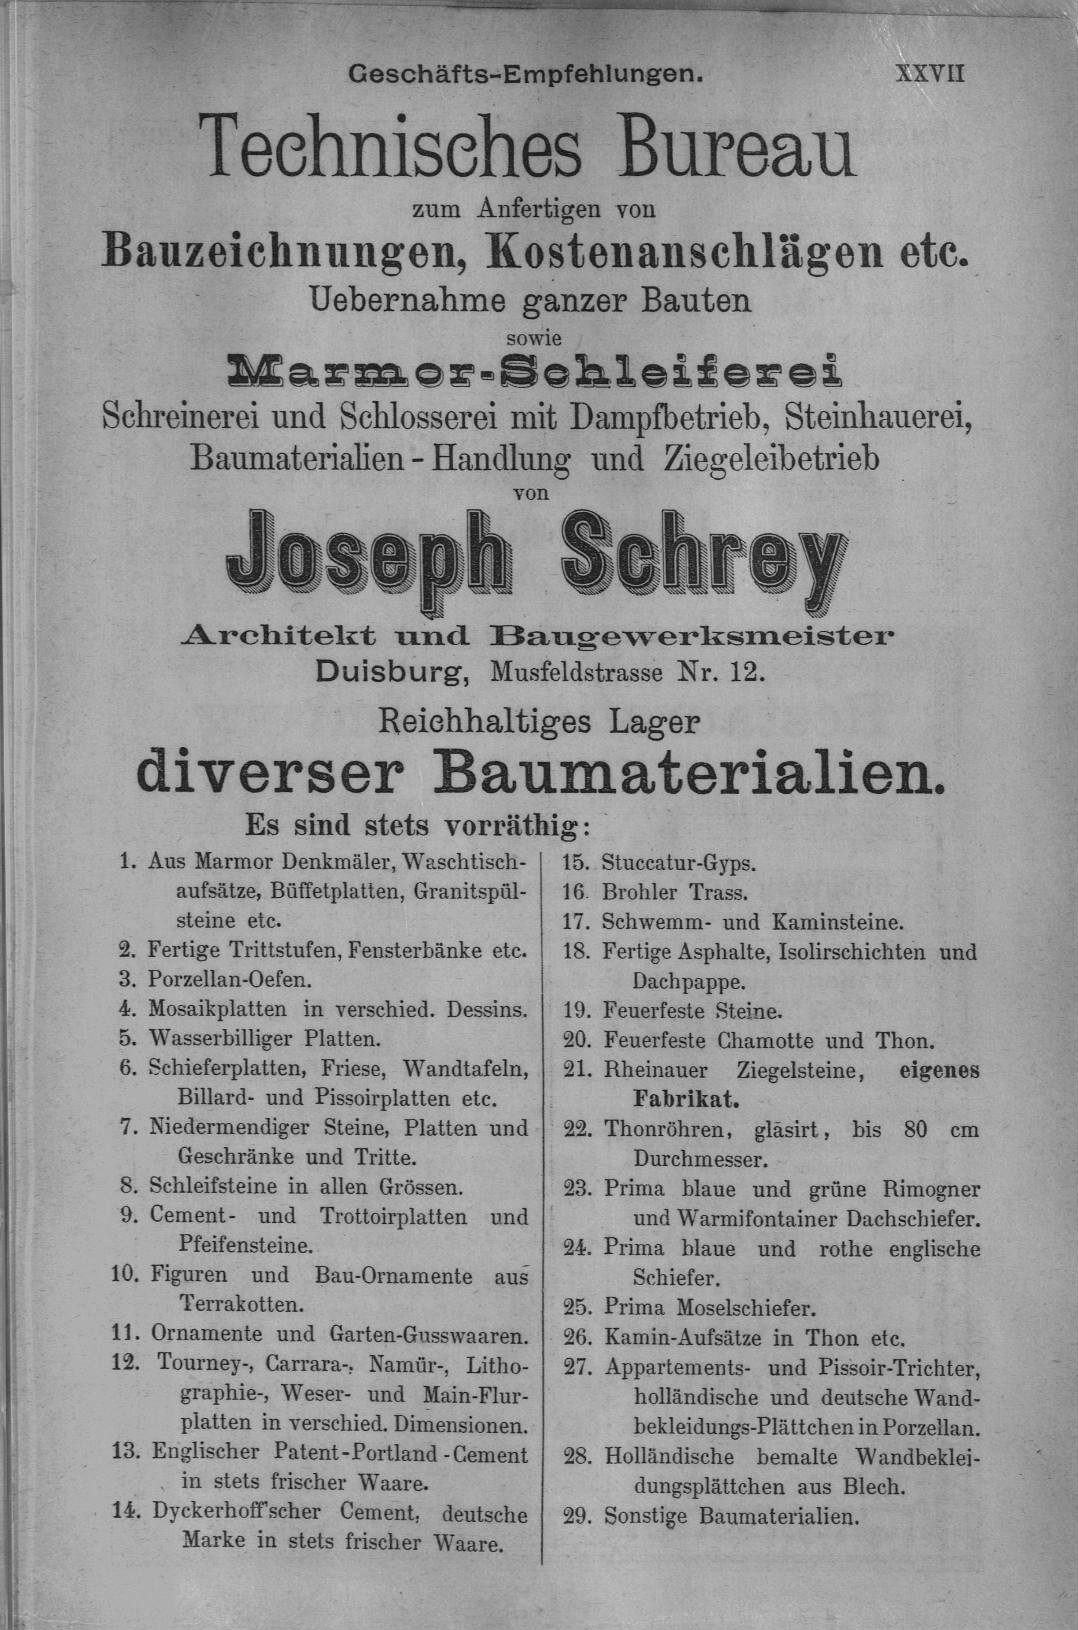 Geschäfts-Empfehlungen. XXVII
Technisches Bureau
zum Anfertigen von
Bauzeichnungen, Kostenanschlägen etc.
Uebernahme ganzer Bauten
sowie
Marmor-Schleiferei
Schreinerei und Schlosserei mit Dampfbetrieb, Steinhauerei,
Baumaterialien - Handlung und Ziegeleibetrieb
von
Joseph Schrey
Architekt und Baugewerksmeister
Duisburg, Musfeldstrasse Nr. 12.
Reichhaltiges Lager
diverser Baumaterialien.
Es sind stets vorräthig:
1. Aus Marmor Denkmäler, Waschtisch-
aufsätze, Büffetplatten, Granitspül-
steine etc.
2. Fertige Trittstufen, Fensterbänke etc.
3. Porzellan-Oefen.
4. Mosaikplatten in verschied. Dessins.
5. Wasserbilliger Platten.
6. Schieferplatten, Friese, Wandtafeln,
Billard- und Pissoirplatten etc.
7. Niedermendiger Steine, Platten und
Geschränke und Tritte.
8. Schleifsteine in allen Grössen.
9. Cement- und Trottoirplatten und
Pfeifensteine.
10. Figuren und Bau-Ornamente aus
Terrakotten.
11. Ornamente und Garten-Gusswaaren.
12. Tourney-, Carrara-, Namür-, Litho-
graphie-, Weser- und Main-Flur-
platten in verschied. Dimensionen.
13. Englischer Patent-Portland-Cement
in stets frischer Waare.
14. Dyckerhoff'scher Cement, deutsche
Marke in stets frischer Waare.
15. Stuccatur-Gyps.
16. Brohler Trass.
17. Schwemm- und Kaminsteine.
18. Fertige Asphalte, Isolirschichten und
Dachpappe.
19. Feuerfeste Steine.
20. Feuerfeste Chamotte und Thon.
21. Rheinauer Ziegelsteine, eigenes
Fabrikat.
22. Thonröhren, glasirt, bis 80 cm
Durchmesser.
23. Prima blaue und grüne Rimogner
und Warmifontainer Dachschiefer.
24. Prima blaue und rothe englische
Schiefer.
25. Prima Moselschiefer.
26. Kamin-Aufsätze in Thon etc.
27. Appartements- und Pissoir-Trichter,
holländische und deutsche Wand-
bekleidungs-Plättchen in Porzellan.
28. Holländische bemalte Wandbeklei-
dungsplättchen aus Blech.
29. Sonstige Baumaterialien.